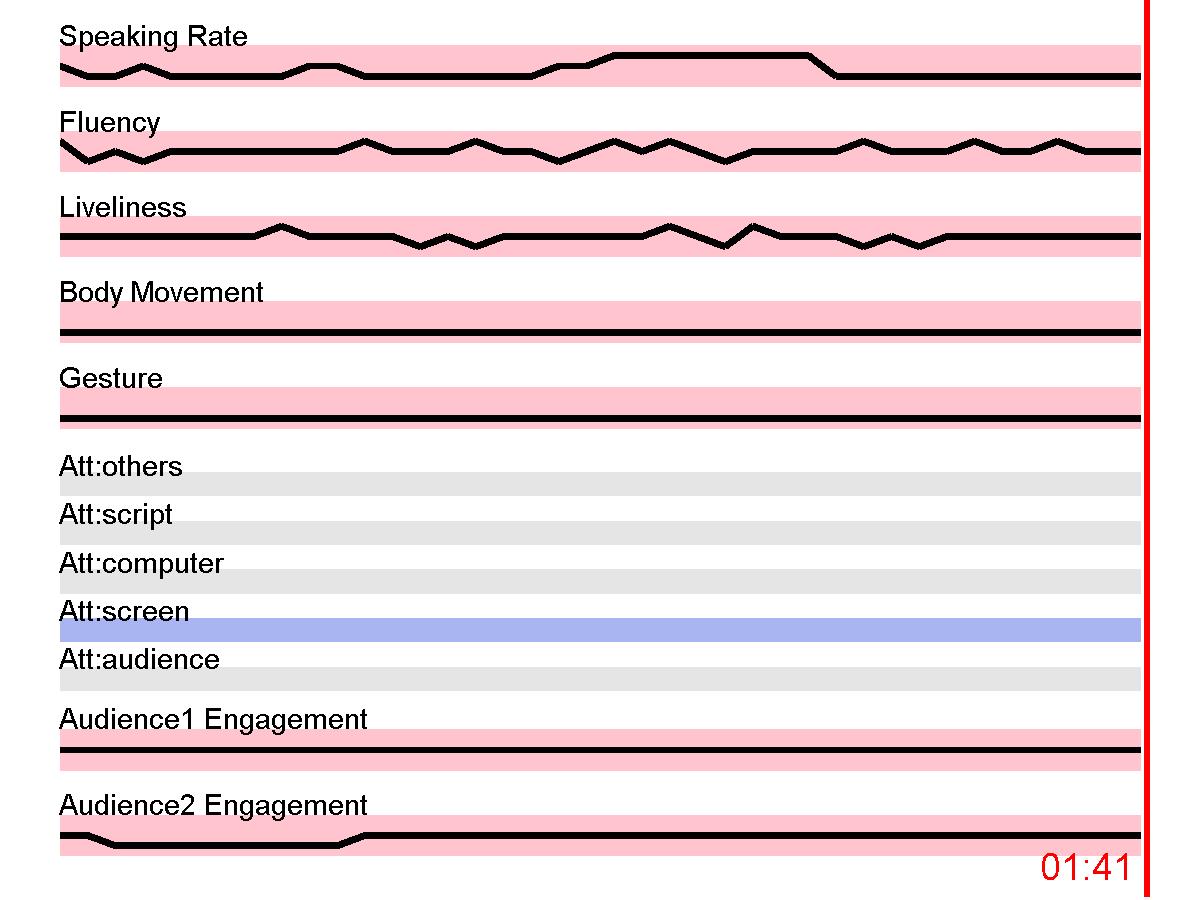 Speaking Rate
Fluency
Liveliness
Body Movement
Gesture
Att:others
Att:script
Att:computer
Att:screen
Att:audience
Audience1 Engagement
Audience2 Engagement
01:41